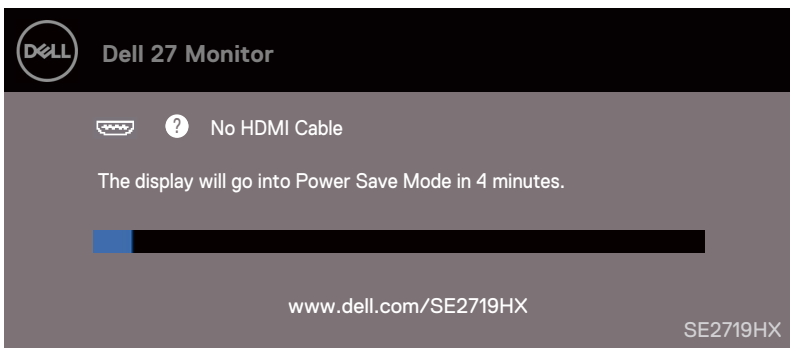 DELL Dell 27 Monitor
? No HDMI Cable
The display will go into Power Save Mode in 4 minutes.
www.dell.com/SE2719HX
SE2719HX